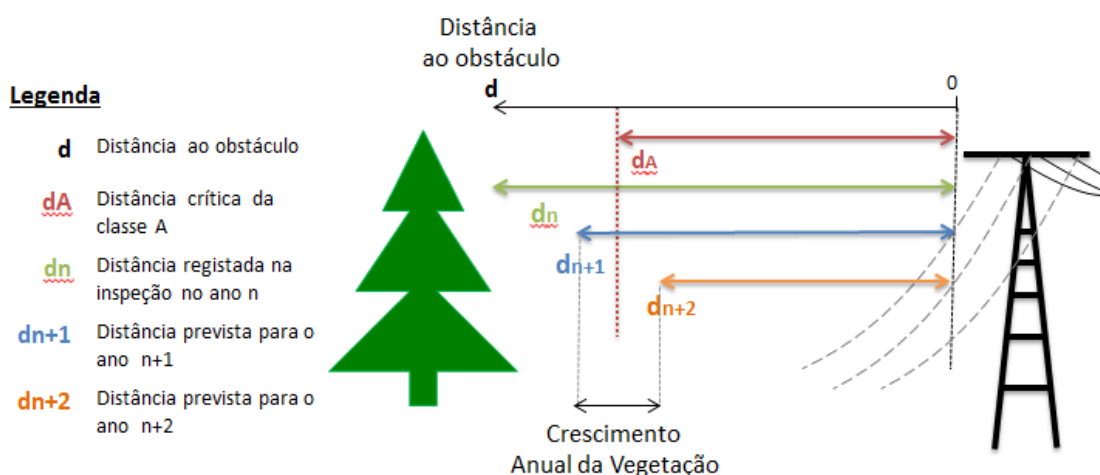 Distância
ao obstáculo
d
0
Legenda
d Distância ao obstáculo
dA Distância crítica da
classe A
dn Distância registada na
inspeção no ano n
dn+1 Distância prevista para o
ano n+1
dn+2 Distância prevista para o
ano n+2
dA
dn
dn+1
dn+2
Crescimento
Anual da Vegetação